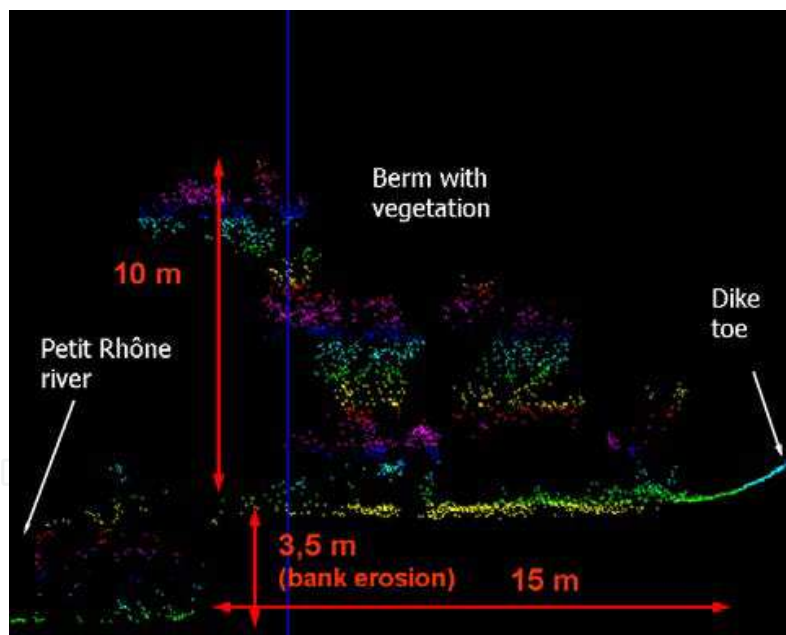 Berm with
vegetation
10 m
Dike
toe
Petit Rhône
river
3,5 m
(bank erosion)
15 m